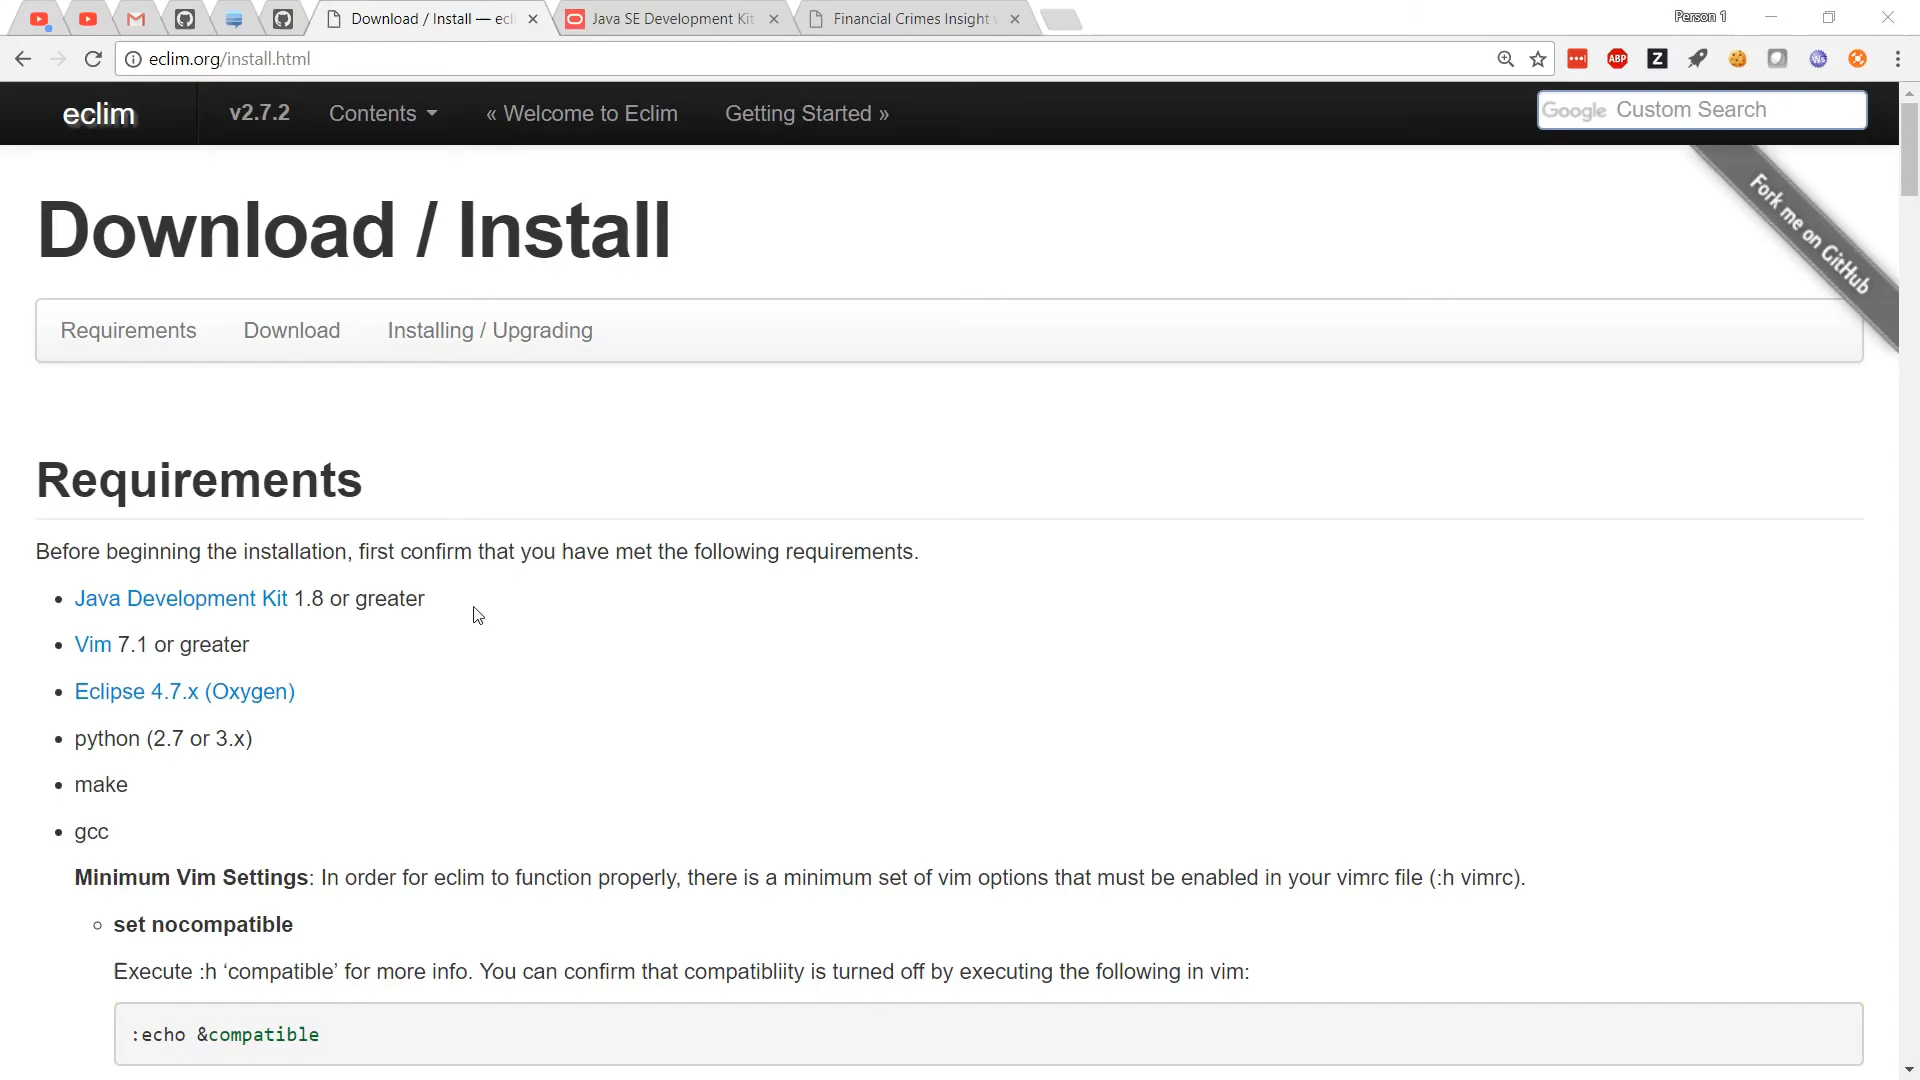 Download / Install — ecl
Java SE Development Kit
Financial Crimes Insight
Person 1
eclim.org/install.html
ABP
Z
eclim
v2.7.2
Contents
« Welcome to Eclim
Getting Started »
Google Custom Search
Fork me on GitHub
Download / Install
Requirements
Download
Installing / Upgrading
Requirements
Before beginning the installation, first confirm that you have met the following requirements.
Java Development Kit 1.8 or greater
Vim 7.1 or greater
Eclipse 4.7.x (Oxygen)
python (2.7 or 3.x)
make
gcc
Minimum Vim Settings: In order for eclim to function properly, there is a minimum set of vim options that must be enabled in your vimrc file (:h vimrc).
set nocompatible
Execute :h ‘compatible’ for more info. You can confirm that compatibliity is turned off by executing the following in vim:
:echo &compatible